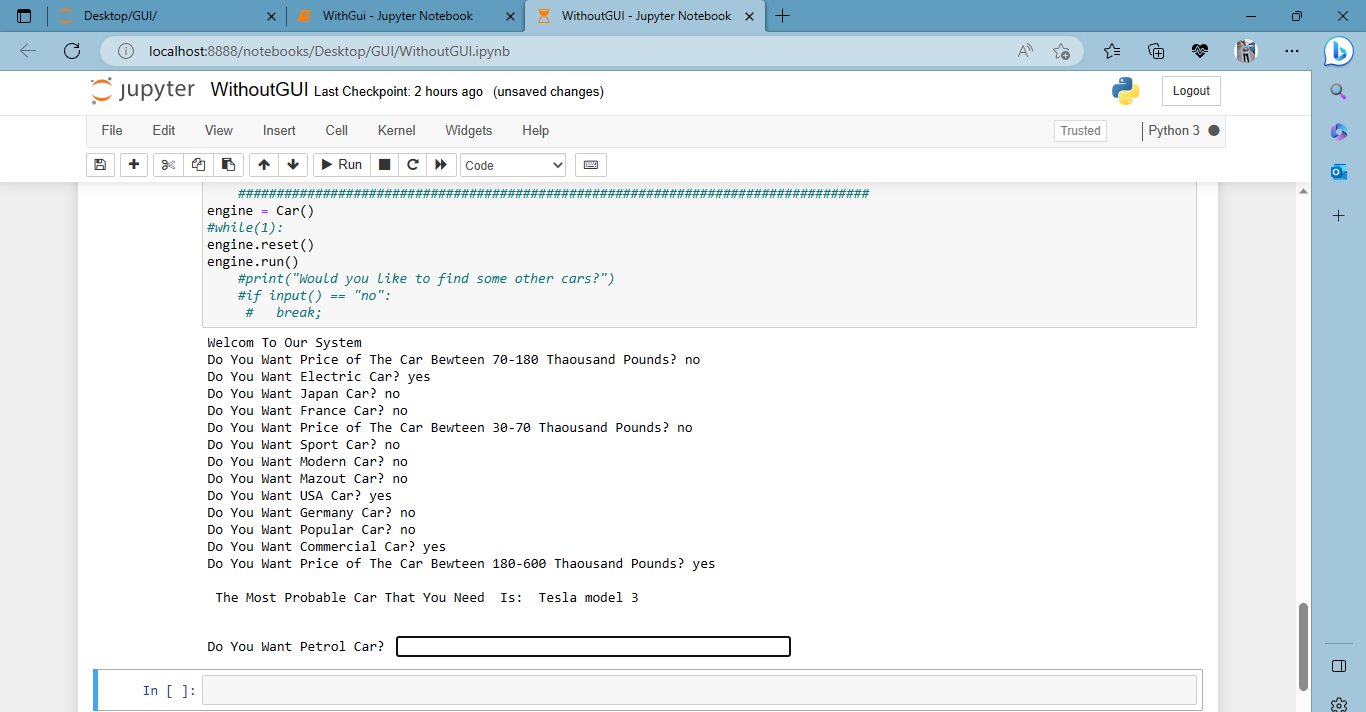 Desktop/GUI/
WithGui - Jupyter Notebook
WithoutGUI - Jupyter Notebook
localhost:8888/notebooks/Desktop/GUI/WithoutGUI.ipynb
jupyter WithoutGUI Last Checkpoint: 2 hours ago (unsaved changes)
Logout
File Edit View Insert Cell Kernel Widgets Help
Trusted
Python 3
Run
Code
##################################################################################
engine = Car()
#while(1):
engine.reset()
engine.run()
#print("Would you like to find some other cars?")
#if input() == "no":
# break;
Welcom To Our System
Do You Want Price of The Car Bewteen 70-180 Thaousand Pounds? no
Do You Want Electric Car? yes
Do You Want Japan Car? no
Do You Want France Car? no
Do You Want Price of The Car Bewteen 30-70 Thaousand Pounds? no
Do You Want Sport Car? no
Do You Want Modern Car? no
Do You Want Mazout Car? no
Do You Want USA Car? yes
Do You Want Germany Car? no
Do You Want Popular Car? no
Do You Want Commercial Car? yes
Do You Want Price of The Car Bewteen 180-600 Thaousand Pounds? yes
The Most Probable Car That You Need Is: Tesla model 3
Do You Want Petrol Car?
In [ ]: